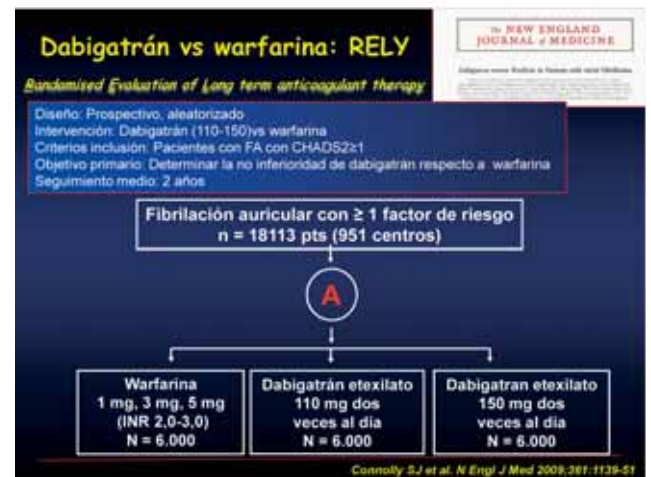 Dabigatrán vs warfarina: RELY
The NEW ENGLAND
JOURNAL of MEDICINE
Randomised Evaluation of Long term anticoagulant therapy
Diseño: Prospectivo, aleatorizado
Intervención: Dabigatrán (110-150)vs warfarina
Criterios inclusión: Pacientes con FA con CHADS2≥1
Objetivo primario: Determinar la no inferioridad de dabigatrán respecto a warfarina
Seguimiento medio: 2 años
Fibrilación auricular con ≥ 1 factor de riesgo
n = 18113 pts (951 centros)
A
Warfarina
1 mg, 3 mg, 5 mg
(INR 2,0-3,0)
N = 6.000
Dabigatrán etexilato
110 mg dos
veces al día
N = 6.000
Dabigatran etexilato
150 mg dos
veces al día
N = 6.000
Connolly SJ et al. N Engl J Med 2009;361:1139-51